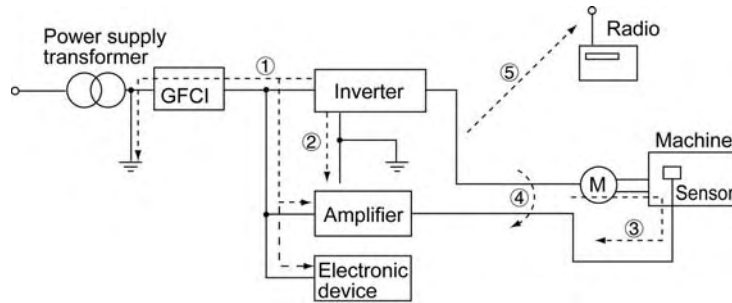 Power supply
transformer
GFCI
①
Inverter
②
Amplifier
Electronic
device
⑤
Radio
④
M
Machine
Sensor
③